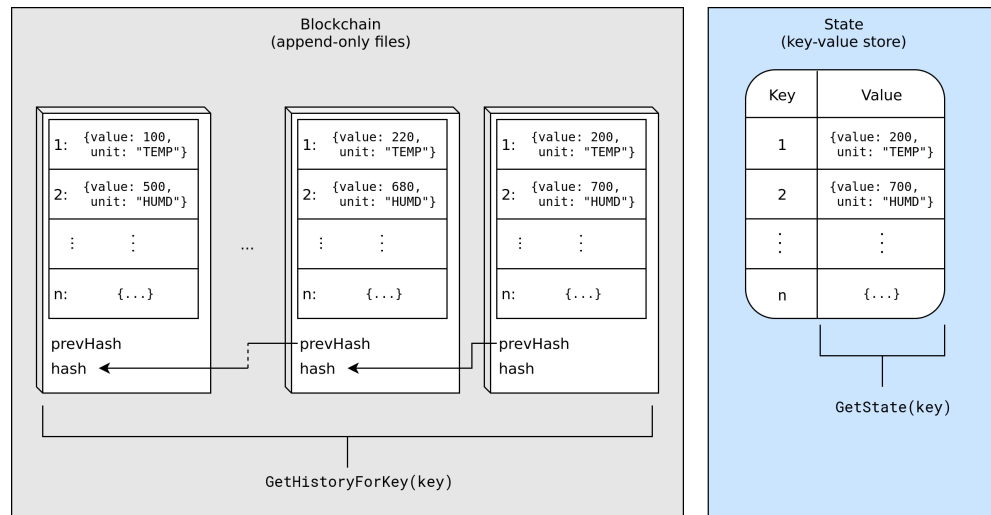 Blockchain
(append-only files)
1: {value: 100,
unit: "TEMP"}
2: {value: 500,
unit: "HUMD"}
⋮ ⋮
n: {...}
prevHash
hash
...
1: {value: 220,
unit: "TEMP"}
2: {value: 680,
unit: "HUMD"}
⋮ ⋮
n: {...}
prevHash
hash
1: {value: 200,
unit: "TEMP"}
2: {value: 700,
unit: "HUMD"}
⋮ ⋮
n: {...}
prevHash
hash
GetHistoryForKey(key)
State
(key-value store)
Key Value
1 {value: 200,
unit: "TEMP"}
2 {value: 700,
unit: "HUMD"}
⋮ ⋮
n {...}
GetState(key)